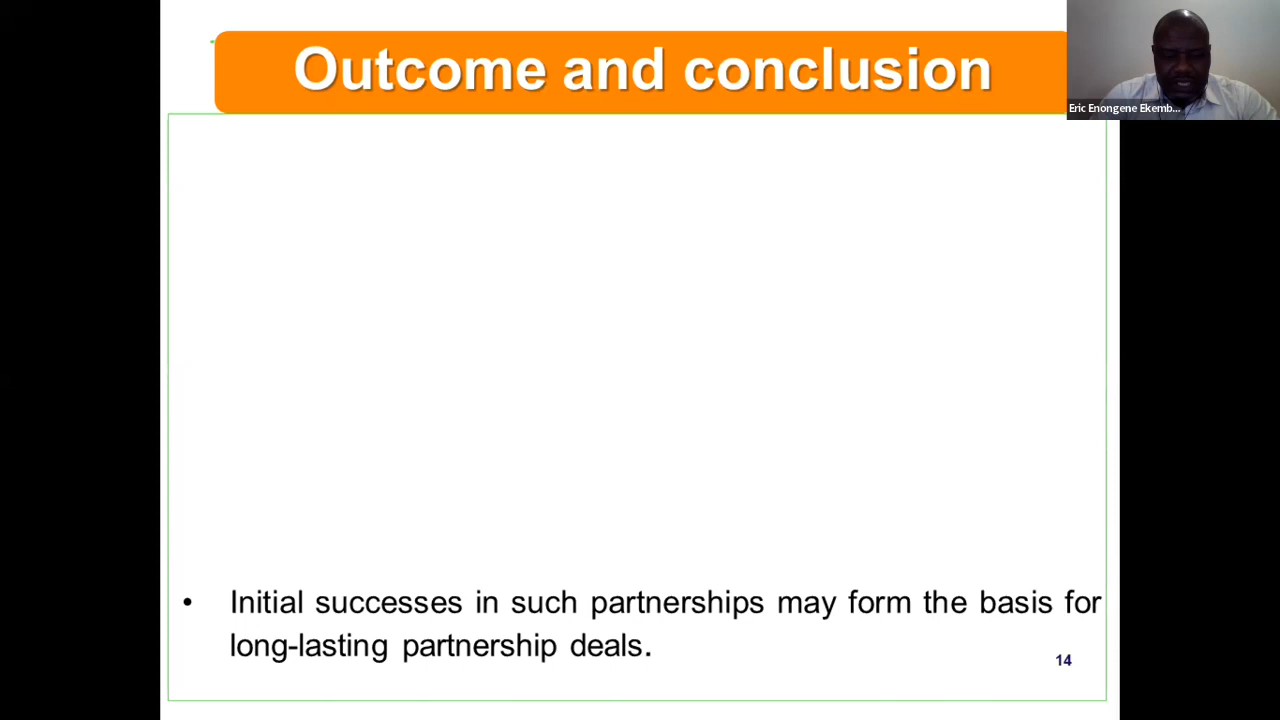 Outcome and conclusion
Eric Enongene Ekemb...
• Initial successes in such partnerships may form the basis for
long-lasting partnership deals.
14